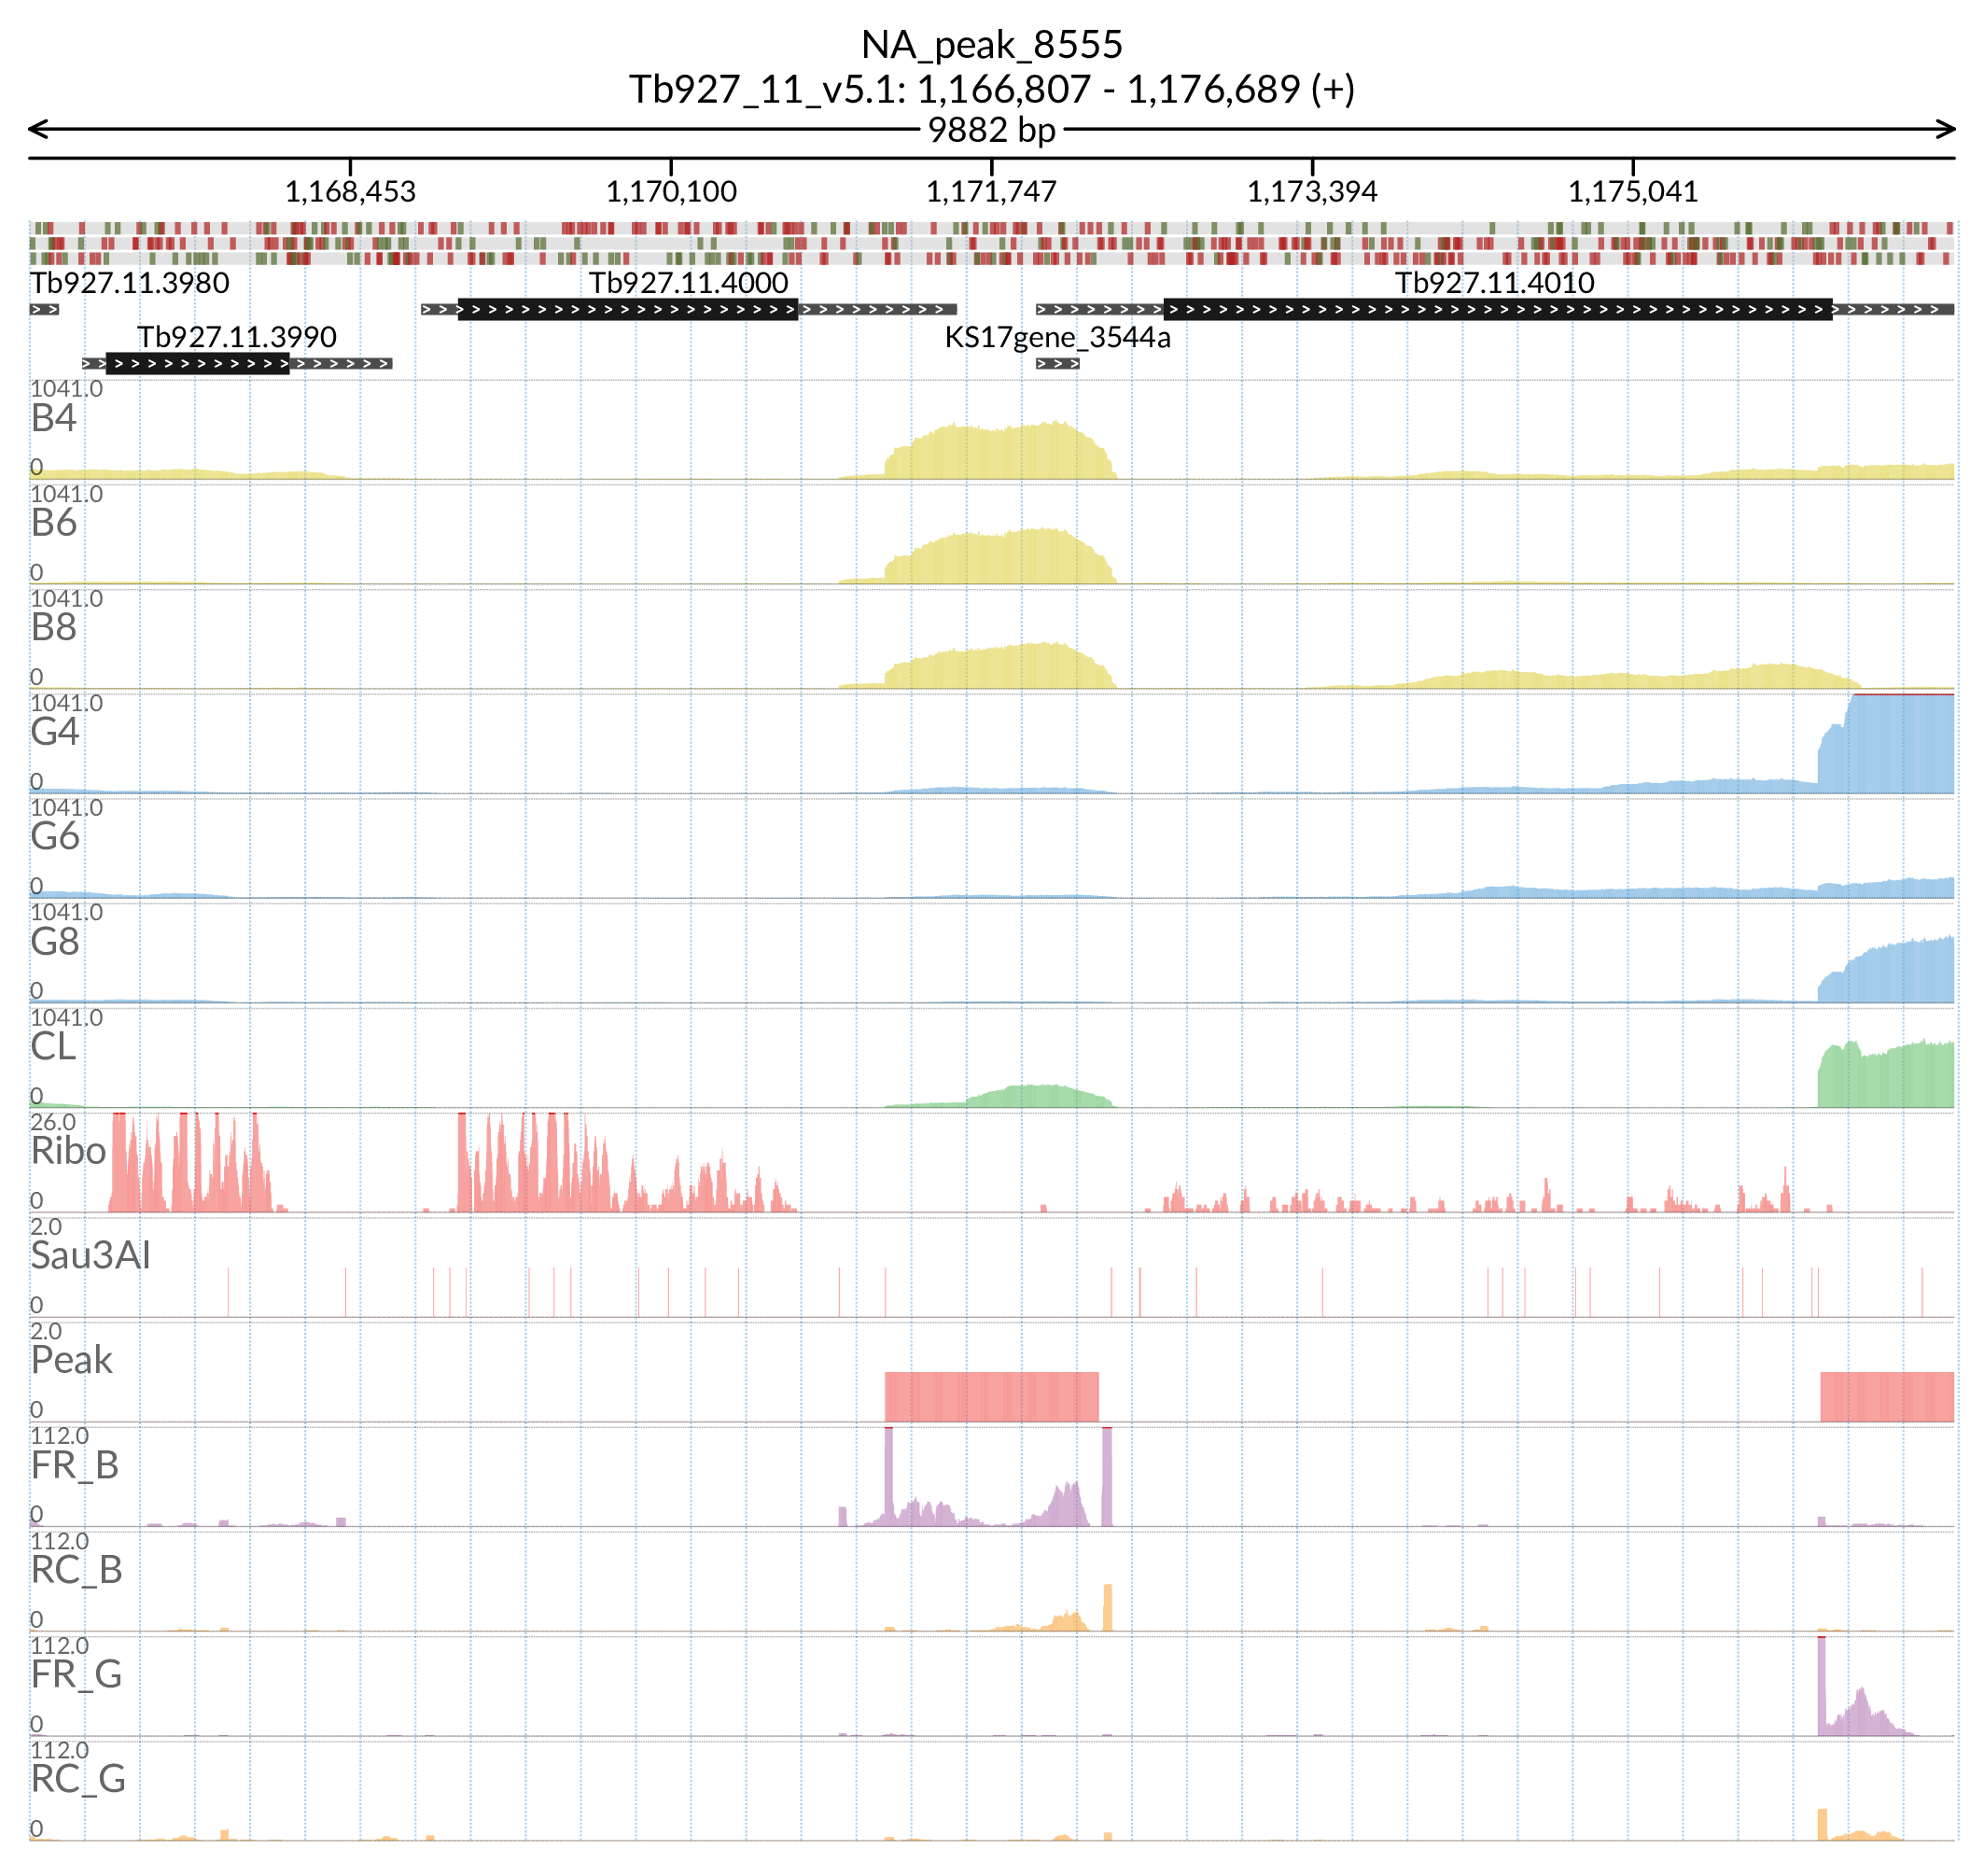 NA_peak_8555
Tb927_11_v5.1: 1,166,807 - 1,176,689 (+)
9882 bp
1,168,453 1,170,100 1,171,747 1,173,394 1,175,041
Tb927.11.3980 Tb927.11.4000 Tb927.11.4010
Tb927.11.3990 KS17gene_3544a
1041.0
B4
0
1041.0
B6
0
1041.0
B8
0
1041.0
G4
0
1041.0
G6
0
1041.0
G8
0
1041.0
CL
0
26.0
Ribo
0
2.0
Sau3AI
0
2.0
Peak
0
112.0
FR_B
0
112.0
RC_B
0
112.0
FR_G
0
112.0
RC_G
0